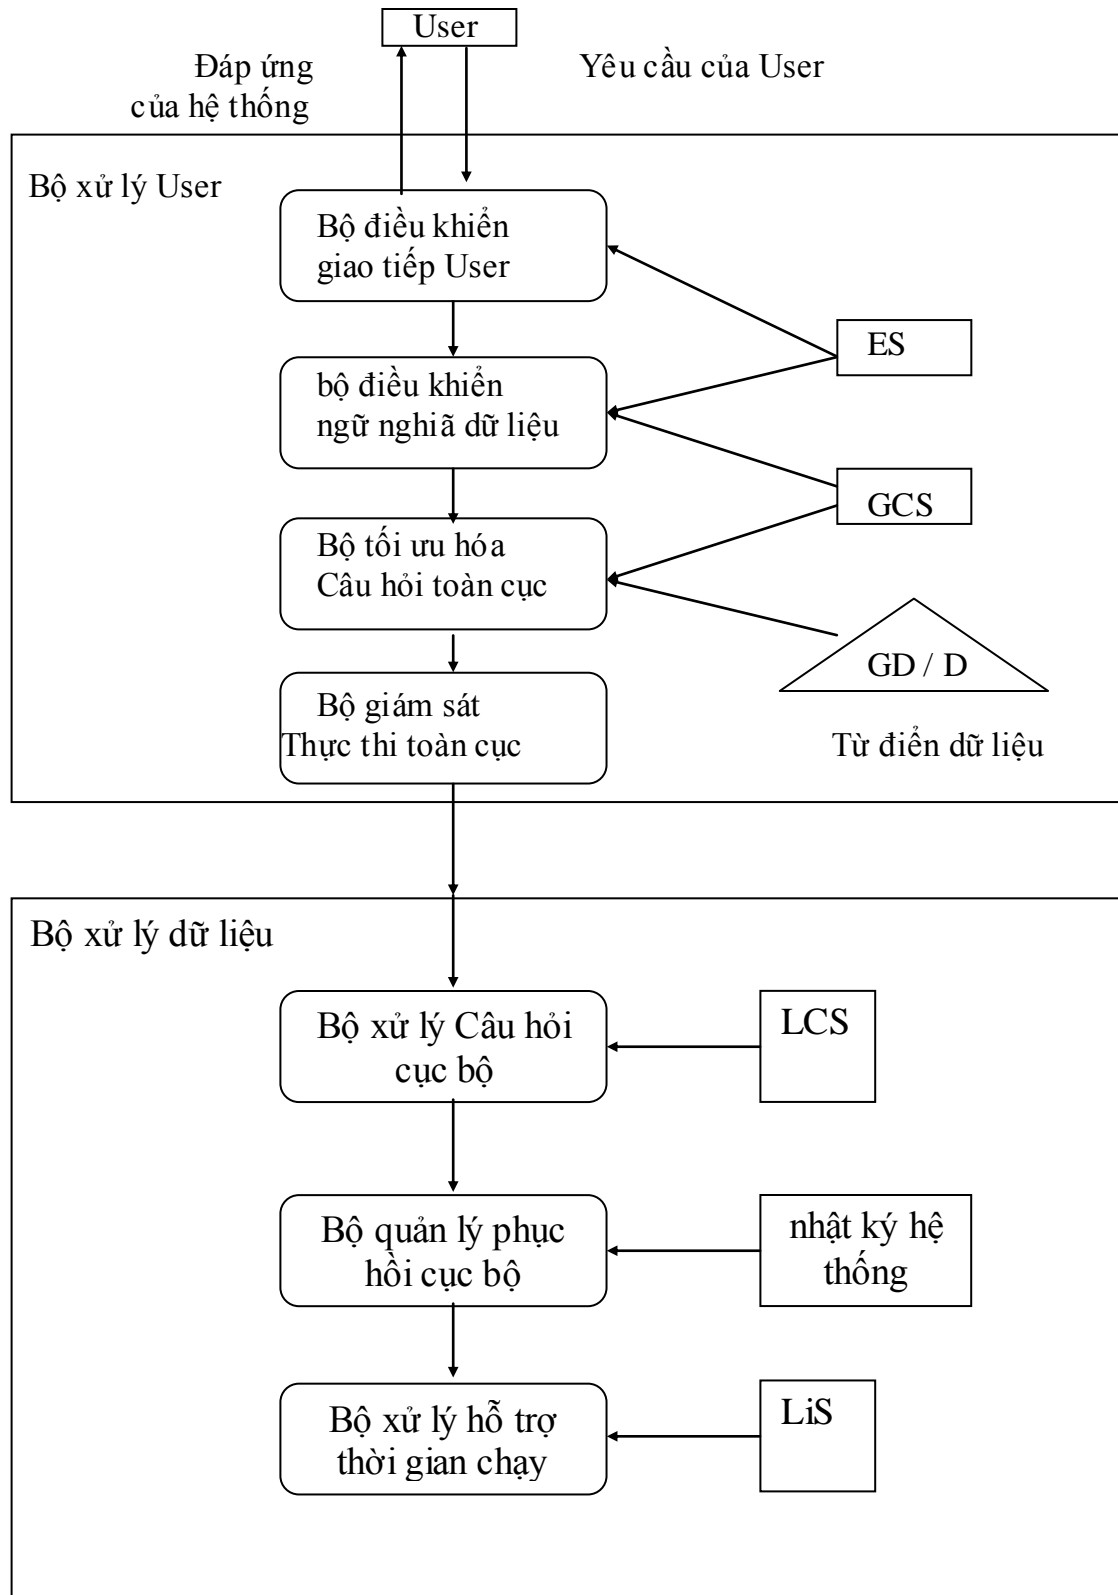 User
Đáp ứng
của hệ thống
Yêu cầu của User
Bộ xử lý User
Bộ điều khiển
giao tiếp User
ES
bộ điều khiển
ngữ nghiã dữ liệu
GCS
Bộ tối ưu hóa
Câu hỏi toàn cục
GD / D
Bộ giám sát
Thực thi toàn cục
Từ điển dữ liệu
Bộ xử lý dữ liệu
Bộ xử lý Câu hỏi
cục bộ
LCS
Bộ quản lý phục
hồi cục bộ
nhật ký hệ
thống
Bộ xử lý hỗ trợ
thời gian chạy
LiS